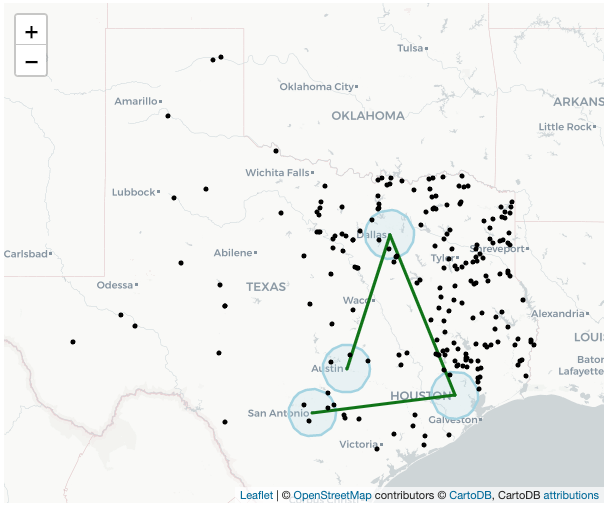 +
−
Tulsa
Oklahoma City
OKLAHOMA
ARKANS
Amarillo
Little Rock
Wichita Falls
Lubbock
Dallas
Carlsbad
Abilene
Tyler
Shreveport
Odessa
TEXAS
Waco
Alexandria
LOUI
Baton
Lafayette
Austin
HOUSTON
San Antonio
Galveston
Victoria
Leaflet | © OpenStreetMap contributors © CartoDB, CartoDB attributions